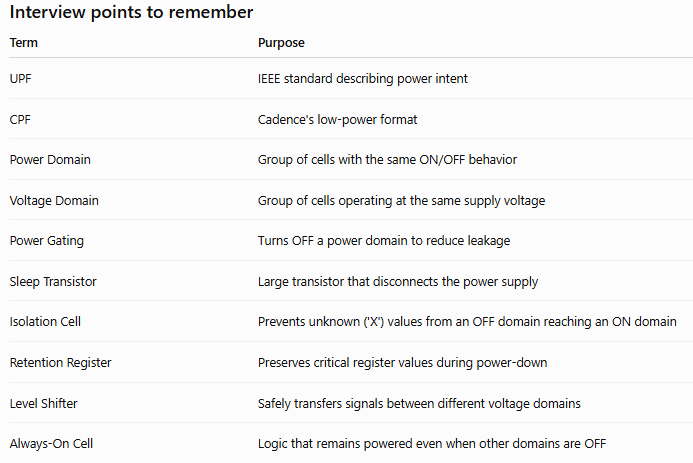 Interview points to remember
Term Purpose
UPF IEEE standard describing power intent
CPF Cadence's low-power format
Power Domain Group of cells with the same ON/OFF behavior
Voltage Domain Group of cells operating at the same supply voltage
Power Gating Turns OFF a power domain to reduce leakage
Sleep Transistor Large transistor that disconnects the power supply
Isolation Cell Prevents unknown ('X') values from an OFF domain reaching an ON domain
Retention Register Preserves critical register values during power-down
Level Shifter Safely transfers signals between different voltage domains
Always-On Cell Logic that remains powered even when other domains are OFF